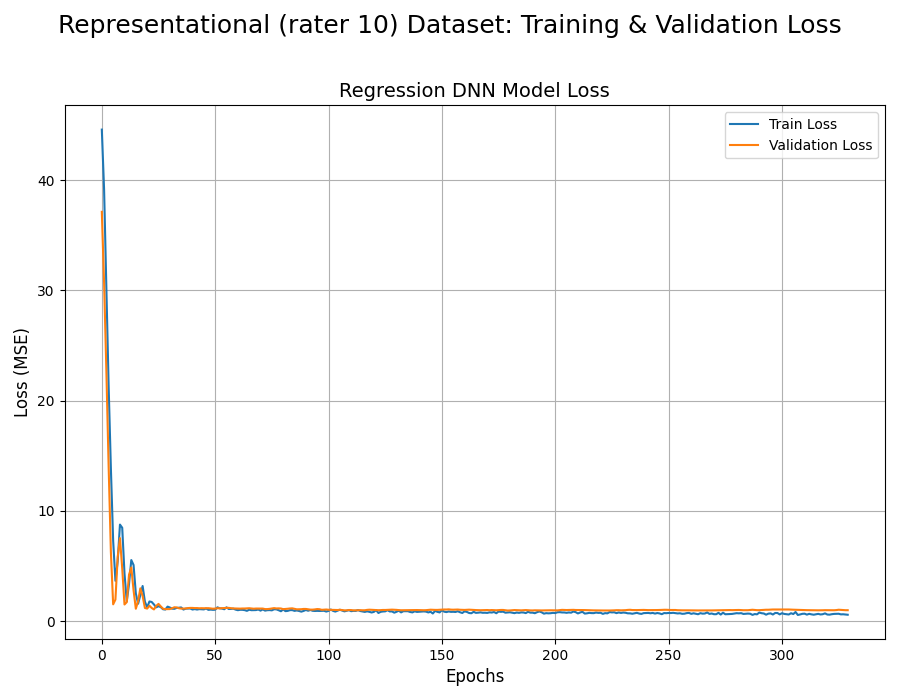 Representational (rater 10) Dataset: Training & Validation Loss
Regression DNN Model Loss
Train Loss
Validation Loss
Loss (MSE)
40
30
20
10
0
0 50 100 150 200 250 300
Epochs